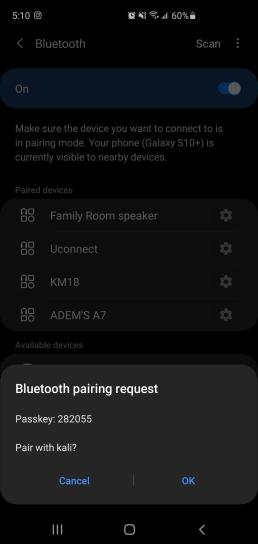 5:10
60%
Bluetooth
Scan
On
Make sure the device you want to connect to is
in pairing mode. Your phone (Galaxy S10+) is
currently visible to nearby devices.
Paired devices
Family Room speaker
Uconnect
KM18
ADEM'S A7
Available devices
Bluetooth pairing request
Passkey: 282055
Pair with kali?
Cancel
OK